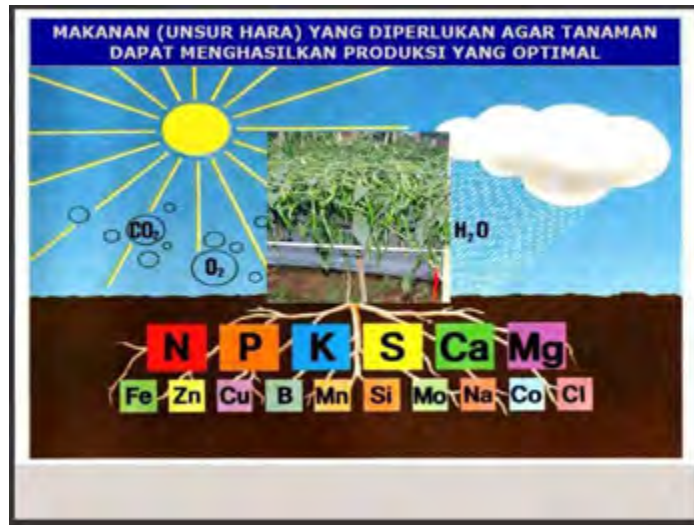 MAKANAN (UNSUR HARA) YANG DIPERLUKAN AGAR TANAMAN
DAPAT MENGHASILKAN PRODUKSI YANG OPTIMAL
CO₂
O₂
H₂O
N P K S Ca Mg
Fe Zn Cu B Mn Si Mo Na Co Cl